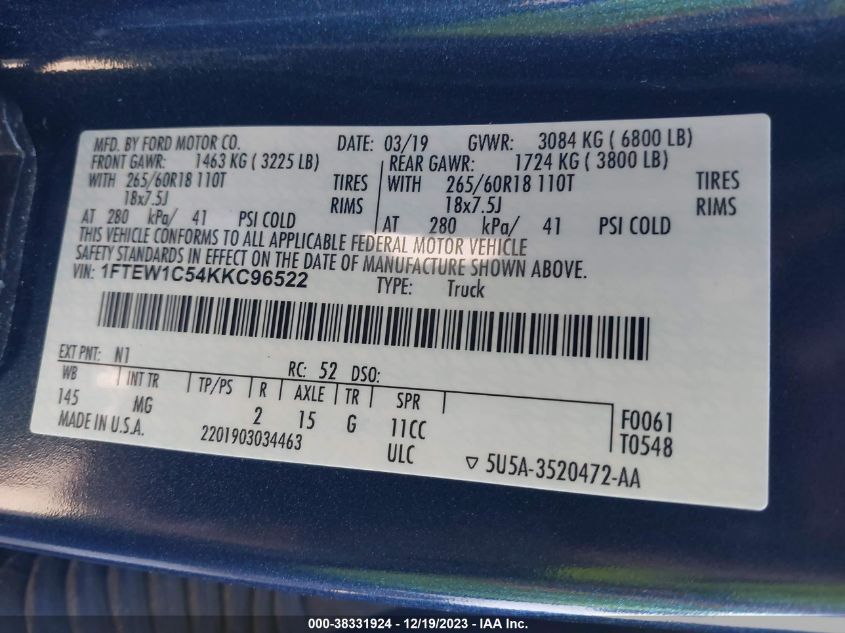 MFD. BY FORD MOTOR CO. DATE: 03/19 GVWR: 3084 KG ( 6800 LB)
FRONT GAWR: 1463 KG ( 3225 LB) REAR GAWR: 1724 KG ( 3800 LB)
WITH 265/60R18 110T TIRES WITH 265/60R18 110T TIRES
18x7.5J RIMS 18x7.5J RIMS
AT 280 kPa/ 41 PSI COLD AT 280 kPa/ 41 PSI COLD
THIS VEHICLE CONFORMS TO ALL APPLICABLE FEDERAL MOTOR VEHICLE
SAFETY STANDARDS IN EFFECT ON THE DATE OF MANUFACTURE SHOWN ABOVE.
VIN: 1FTEW1C54KKC96522 TYPE: Truck
EXT PNT: N1 RC: 52 DSO:
WB INT TR TP/PS R AXLE TR SPR
145 MG 2 15 G 11CC F0061
MADE IN U.S.A. 2201903034463 ULC T0548
▽ 5U5A-3520472-AA
000-38331924 - 12/19/2023 - IAA Inc.